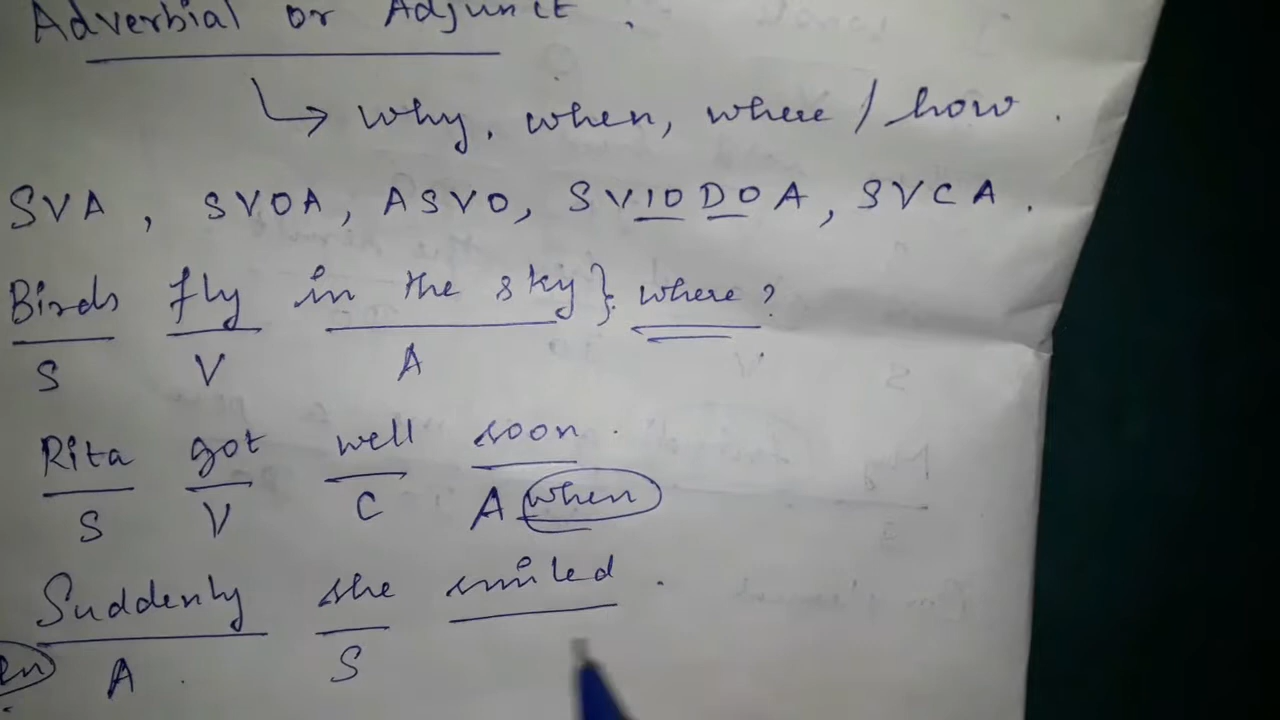 Adverbial or Adjunct .
↳ why, when, where / how .
SVA , SVOA, ASVO, SVIODOA, SVCA .
Birds fly in the sky}. where?
S V A
Rita got well soon .
S V C A when
Suddenly she smiled .
A . S